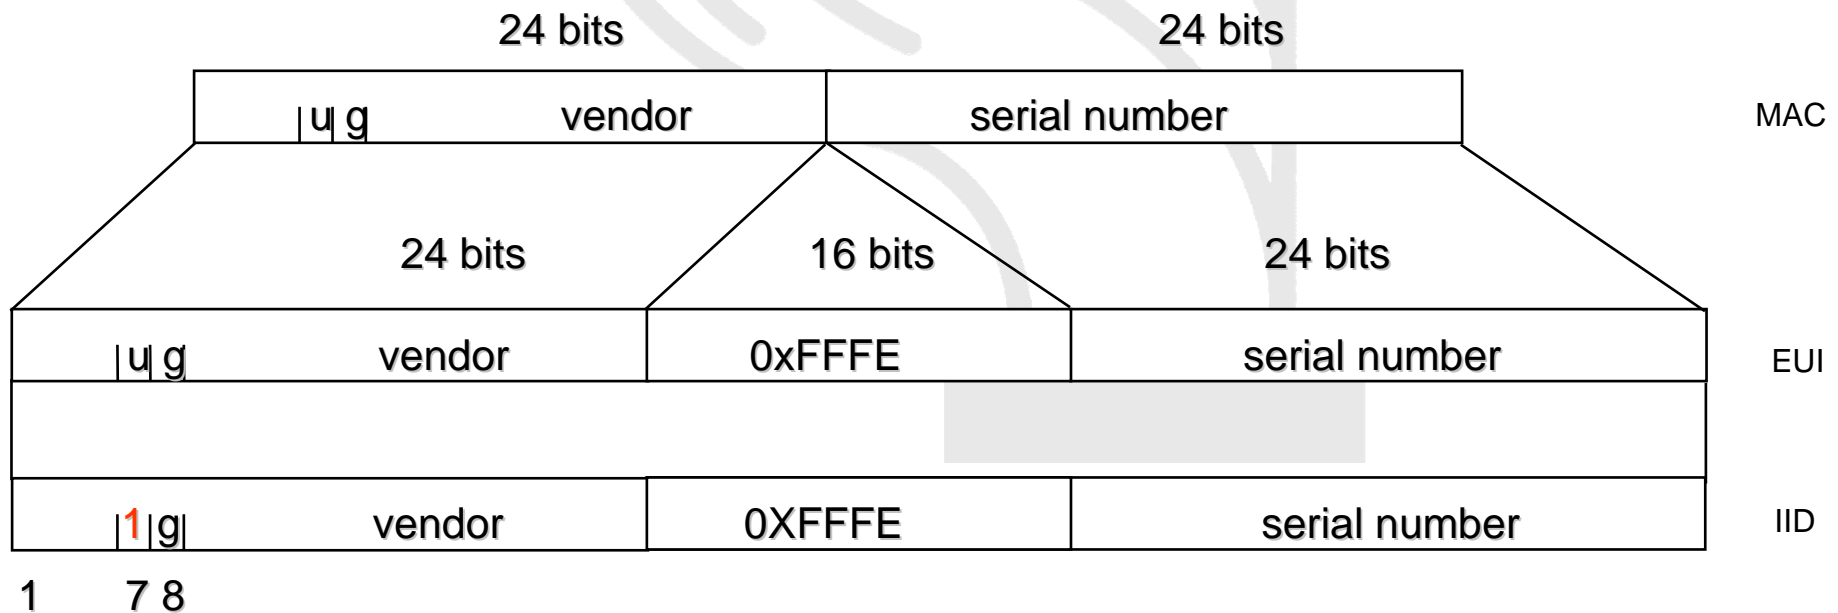 24 bits 24 bits
u g vendor serial number MAC
24 bits 16 bits 24 bits
u g vendor 0xFFFE serial number EUI
1 g vendor 0XFFFE serial number IID
1 7 8